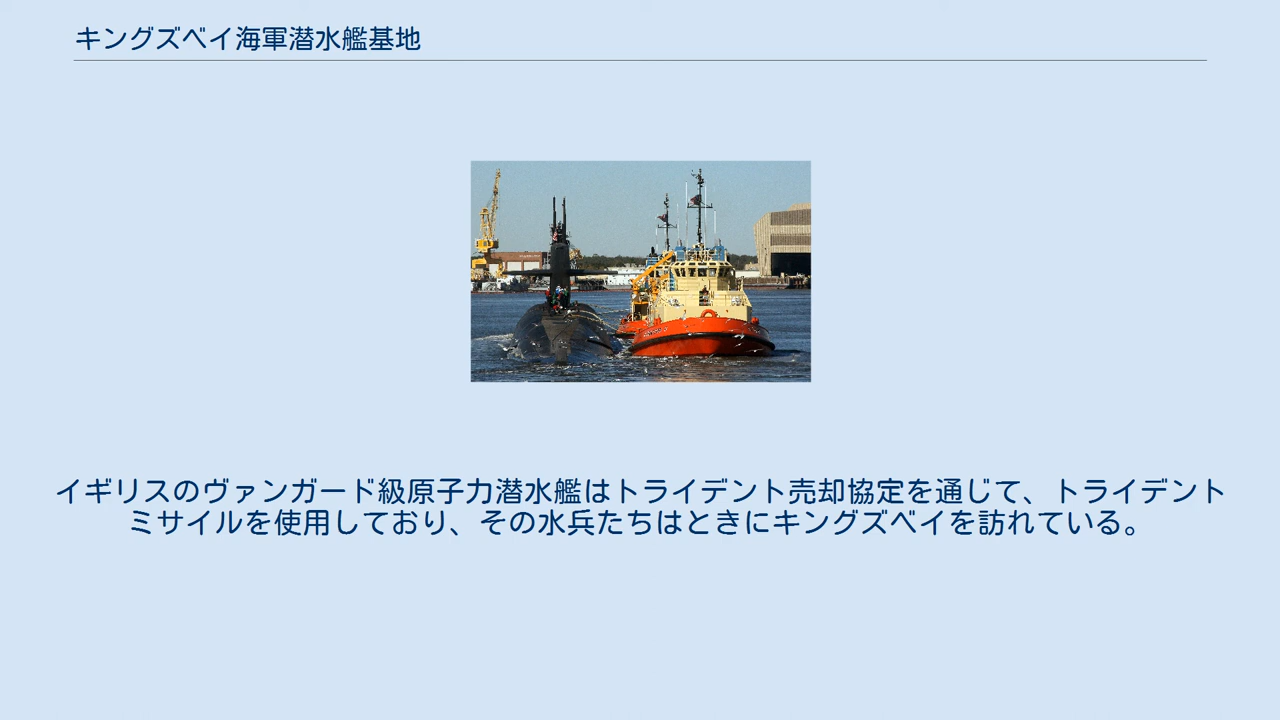 キングズベイ海軍潜水艦基地
イギリスのヴァンガード級原子力潜水艦はトライデント売却協定を通じて、トライデント
ミサイルを使用しており、その水兵たちはときにキングズベイを訪れている。